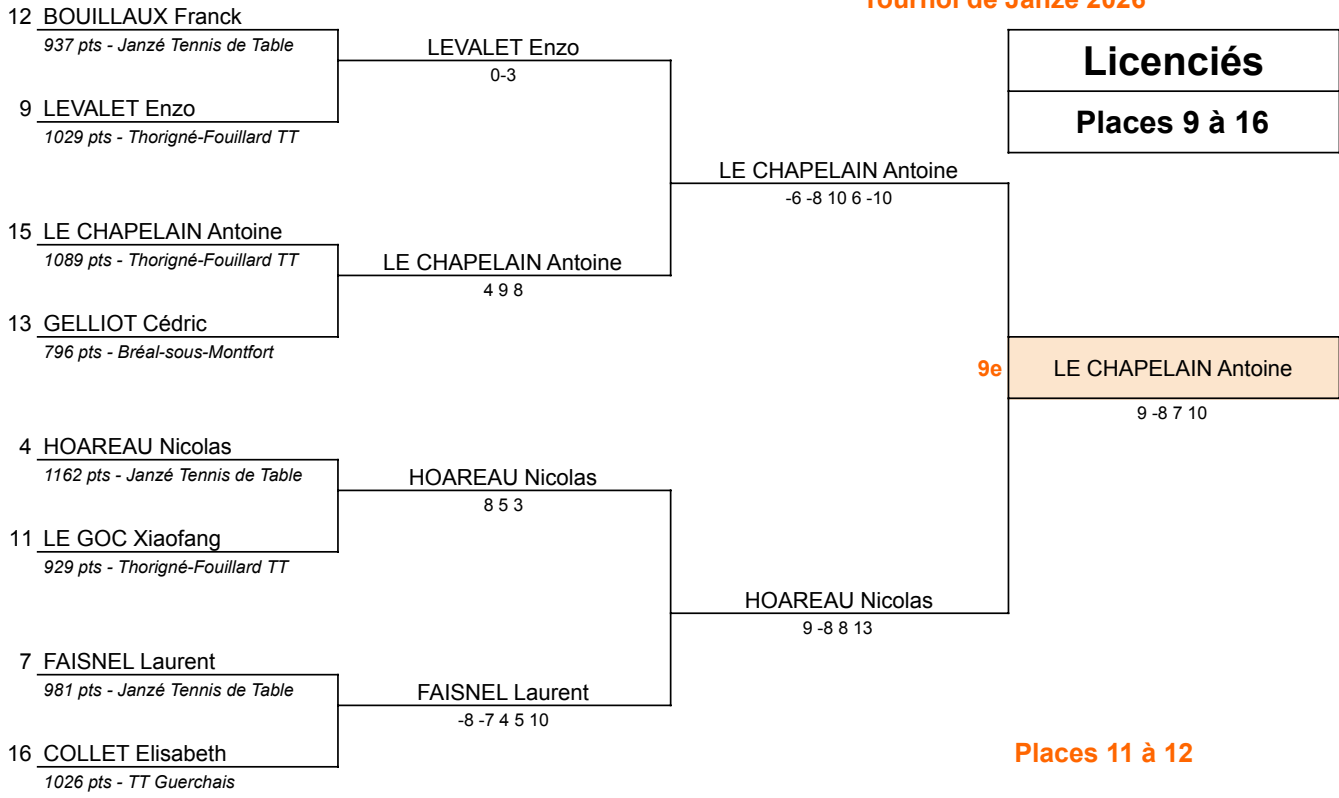 Tournoi de Janzé 2026
Licenciés
Places 9 à 16
12 BOUILLAUX Franck
937 pts - Janzé Tennis de Table
LEVALET Enzo
0-3
9 LEVALET Enzo
1029 pts - Thorigné-Fouillard TT
LE CHAPELAIN Antoine
-6 -8 10 6 -10
15 LE CHAPELAIN Antoine
1089 pts - Thorigné-Fouillard TT
LE CHAPELAIN Antoine
4 9 8
13 GELLIOT Cédric
796 pts - Bréal-sous-Montfort
9e LE CHAPELAIN Antoine
9 -8 7 10
4 HOAREAU Nicolas
1162 pts - Janzé Tennis de Table
HOAREAU Nicolas
8 5 3
11 LE GOC Xiaofang
929 pts - Thorigné-Fouillard TT
HOAREAU Nicolas
9 -8 8 13
7 FAISNEL Laurent
981 pts - Janzé Tennis de Table
FAISNEL Laurent
-8 -7 4 5 10
16 COLLET Elisabeth
1026 pts - TT Guerchais
Places 11 à 12